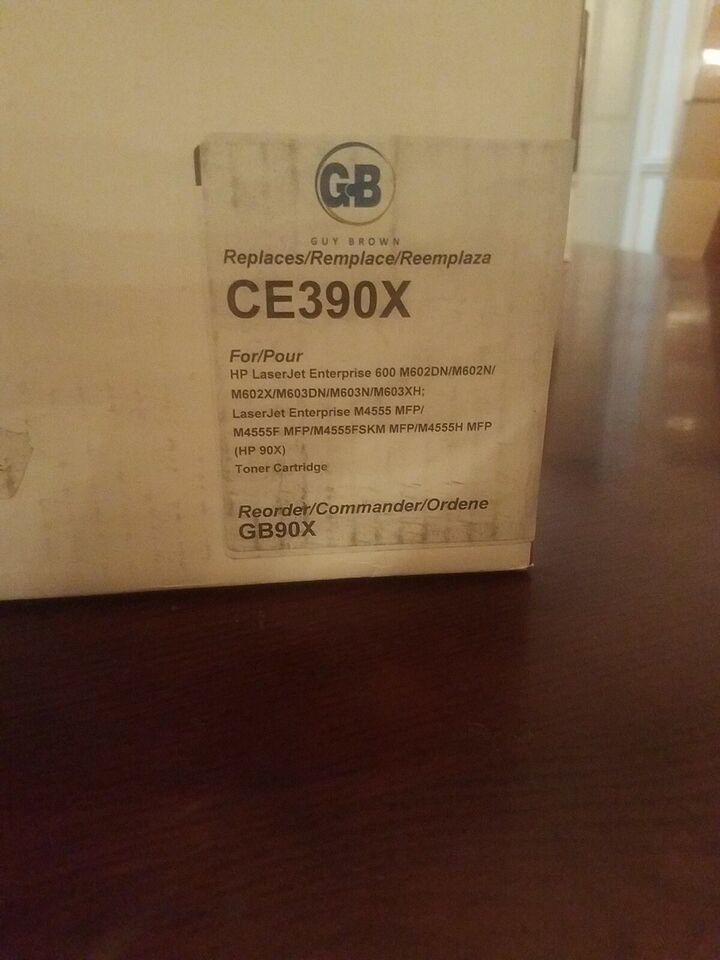 GB
GUY BROWN
Replaces/Remplace/Reemplaza
CE390X
For/Pour
HP LaserJet Enterprise 600 M602DN/M602N/
M602X/M603DN/M603N/M603XH;
LaserJet Enterprise M4555 MFP/
M4555F MFP/M4555FSKM MFP/M4555H MFP
(HP 90X)
Toner Cartridge
Reorder/Commander/Ordene
GB90X